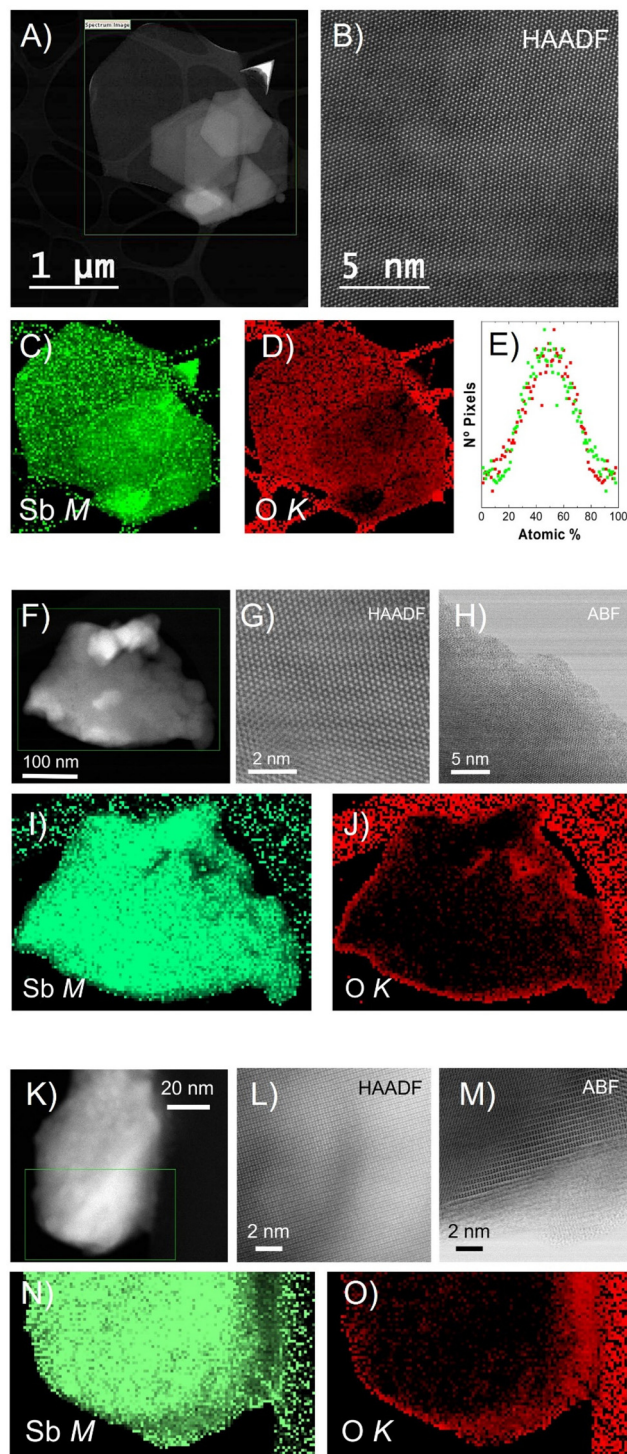 A)
Spectrum Image
1 µm
B)
HAADF
5 nm
C)
Sb M
D)
O K
E)
Nº Pixels
0 20 40 60 80 100
Atomic %
F)
100 nm
G)
HAADF
2 nm
H)
ABF
5 nm
I)
Sb M
J)
O K
K)
20 nm
L)
HAADF
2 nm
M)
ABF
2 nm
N)
Sb M
O)
O K